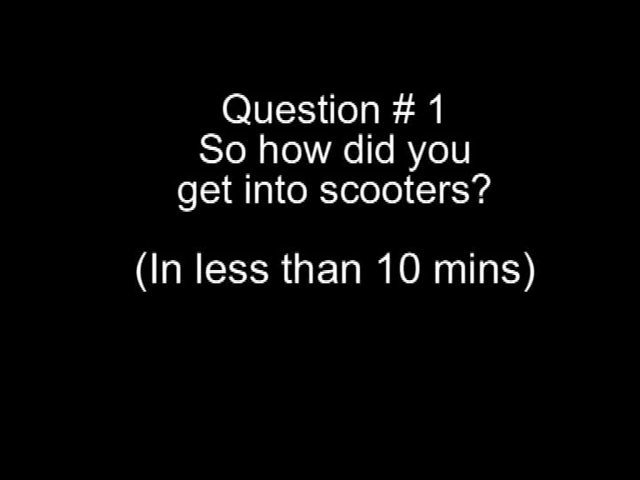 Question # 1
So how did you
get into scooters?
(In less than 10 mins)